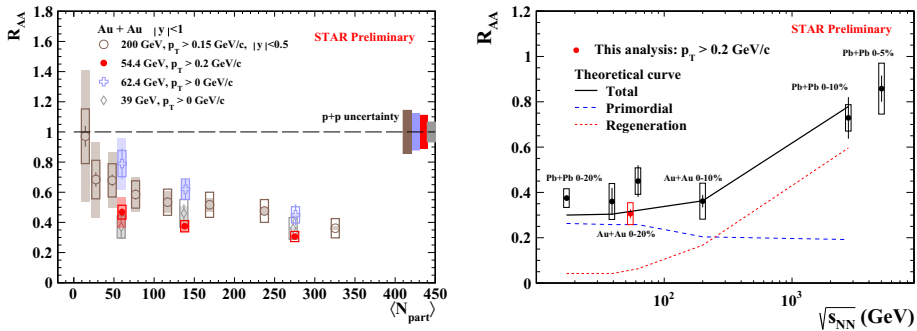 R_AA
Au + Au |y|<1
200 GeV, p_T > 0.15 GeV/c, |y|<0.5
54.4 GeV, p_T > 0.2 GeV/c
62.4 GeV, p_T > 0 GeV/c
39 GeV, p_T > 0 GeV/c
STAR Preliminary
p+p uncertainty
1.8
1.6
1.4
1.2
1
0.8
0.6
0.4
0.2
0
0 50 100 150 200 250 300 350 400 450
⟨N_part⟩
R_AA
STAR Preliminary
This analysis: p_T > 0.2 GeV/c
Theoretical curve
Total
Primordial
Regeneration
Pb+Pb 0-5%
Pb+Pb 0-10%
Pb+Pb 0-20%
Au+Au 0-10%
Au+Au 0-20%
1.2
1
0.8
0.6
0.4
0.2
0
10²
10³
√s_NN (GeV)